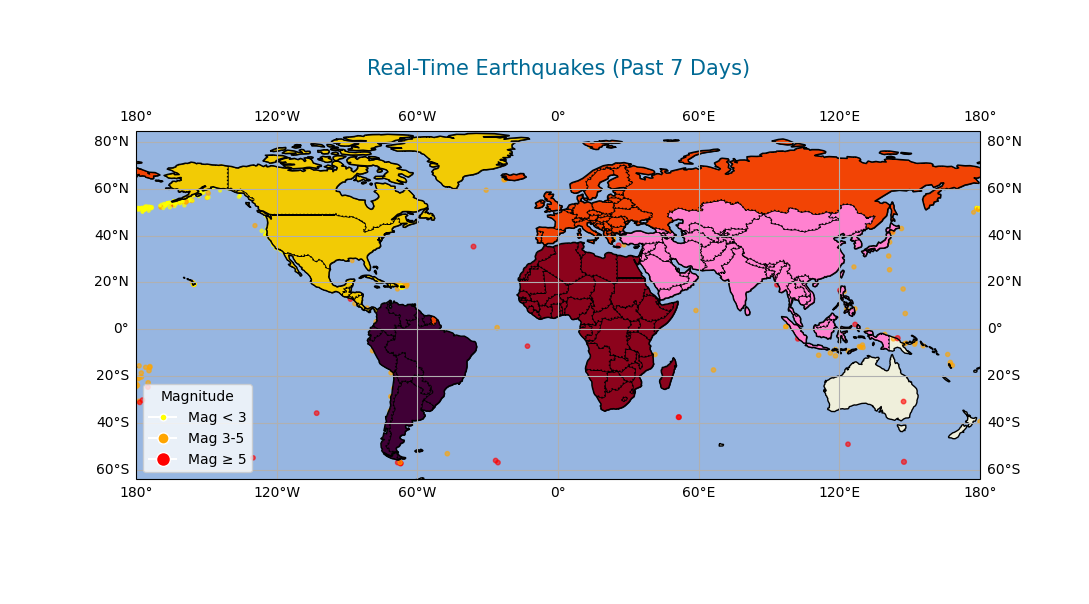 Real-Time Earthquakes (Past 7 Days)
180° 120°W 60°W 0° 60°E 120°E 180°
80°N 80°N
60°N 60°N
40°N 40°N
20°N 20°N
0° 0°
20°S 20°S
40°S 40°S
60°S 60°S
Magnitude
Mag < 3
Mag 3-5
Mag ≥ 5
180° 120°W 60°W 0° 60°E 120°E 180°